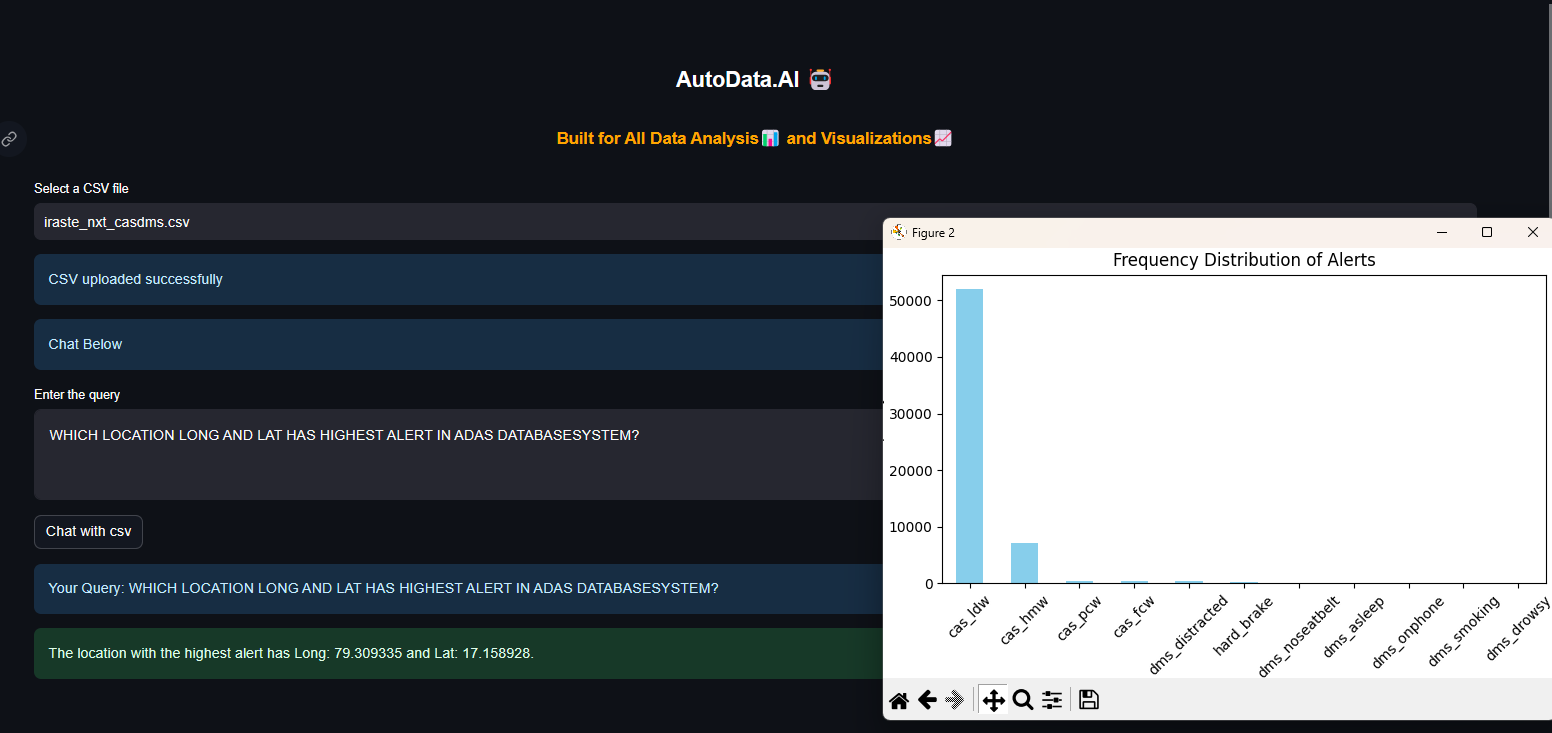 AutoData.AI
Built for All Data Analysis and Visualizations
Select a CSV file
iraste_nxt_casdms.csv
CSV uploaded successfully
Chat Below
Enter the query
WHICH LOCATION LONG AND LAT HAS HIGHEST ALERT IN ADAS DATABASESYSTEM?
Chat with csv
Your Query: WHICH LOCATION LONG AND LAT HAS HIGHEST ALERT IN ADAS DATABASESYSTEM?
The location with the highest alert has Long: 79.309335 and Lat: 17.158928.
Figure 2
Frequency Distribution of Alerts
50000
40000
30000
20000
10000
0
cas_ldw
cas_hmw
cas_pcw
cas_fcw
dms_distracted
hard_brake
dms_noseatbelt
dms_asleep
dms_onphone
dms_smoking
dms_drowsy